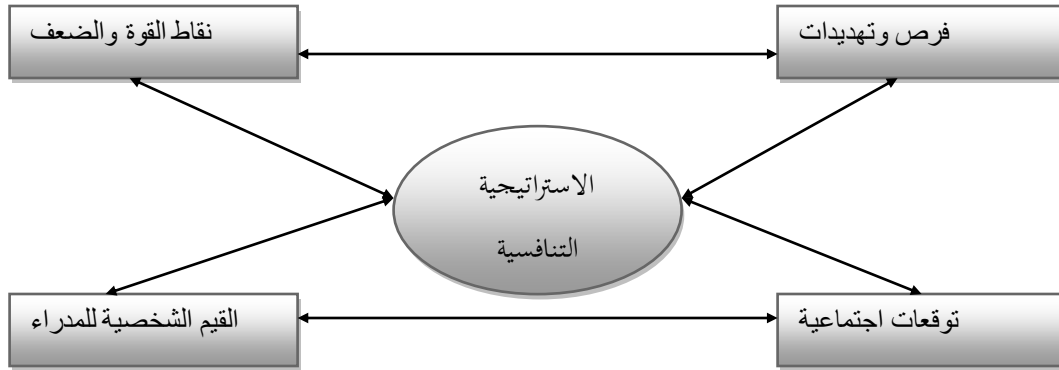 فرص وتهديدات
نقاط القوة والضعف
الاستراتيجية
التنافسية
توقعات اجتماعية
القيم الشخصية للمدراء